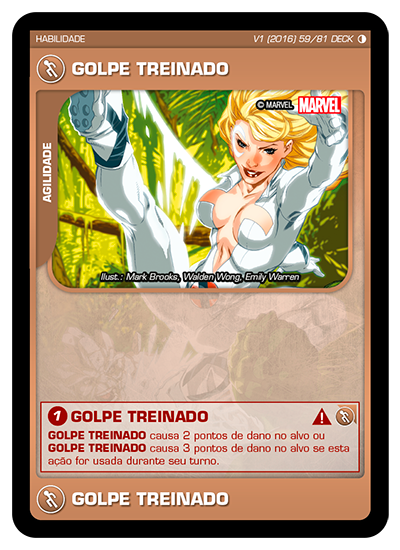 HABILIDADE
V1 (2016) 59/81 DECK
GOLPE TREINADO
AGILIDADE
© MARVEL MARVEL
Ilust.: Mark Brooks, Walden Wong, Emily Warren
1 GOLPE TREINADO
GOLPE TREINADO causa 2 pontos de dano no alvo ou
GOLPE TREINADO causa 3 pontos de dano no alvo se esta
ação for usada durante seu turno.
GOLPE TREINADO